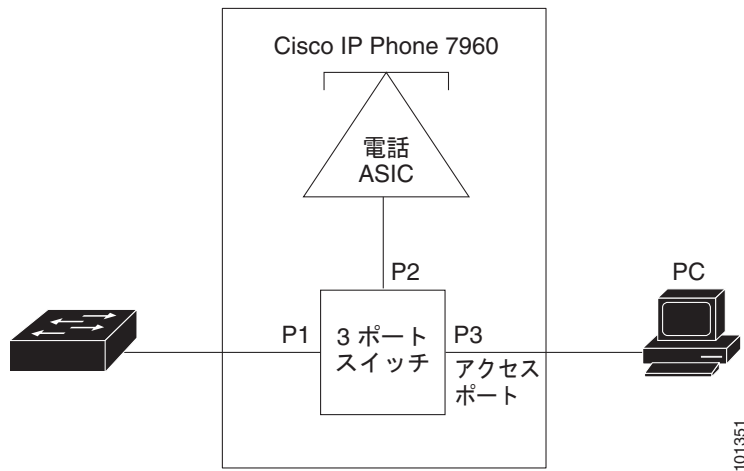 Cisco IP Phone 7960
電話
ASIC
P2
PC
P1
3 ポート
スイッチ
P3
アクセス
ポート
101351